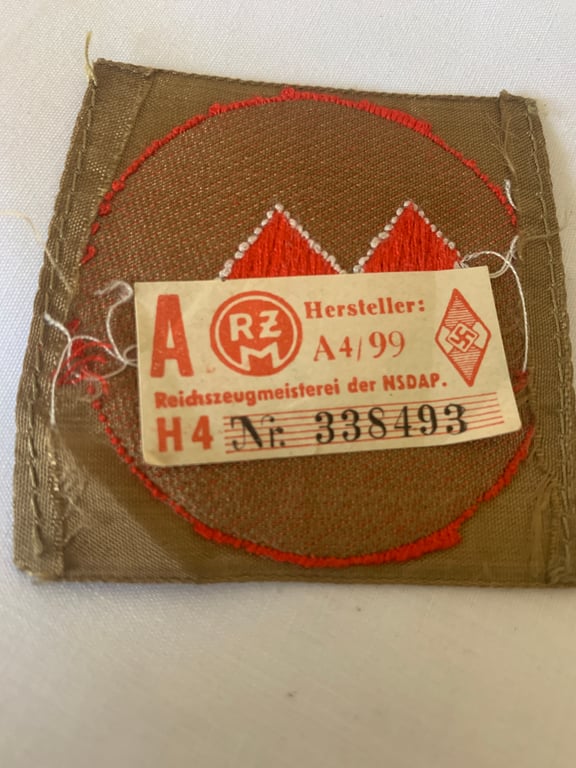 A RZM Hersteller:
A4/99
Reichszeugmeisterei der NSDAP.
H4 Nr. 338493